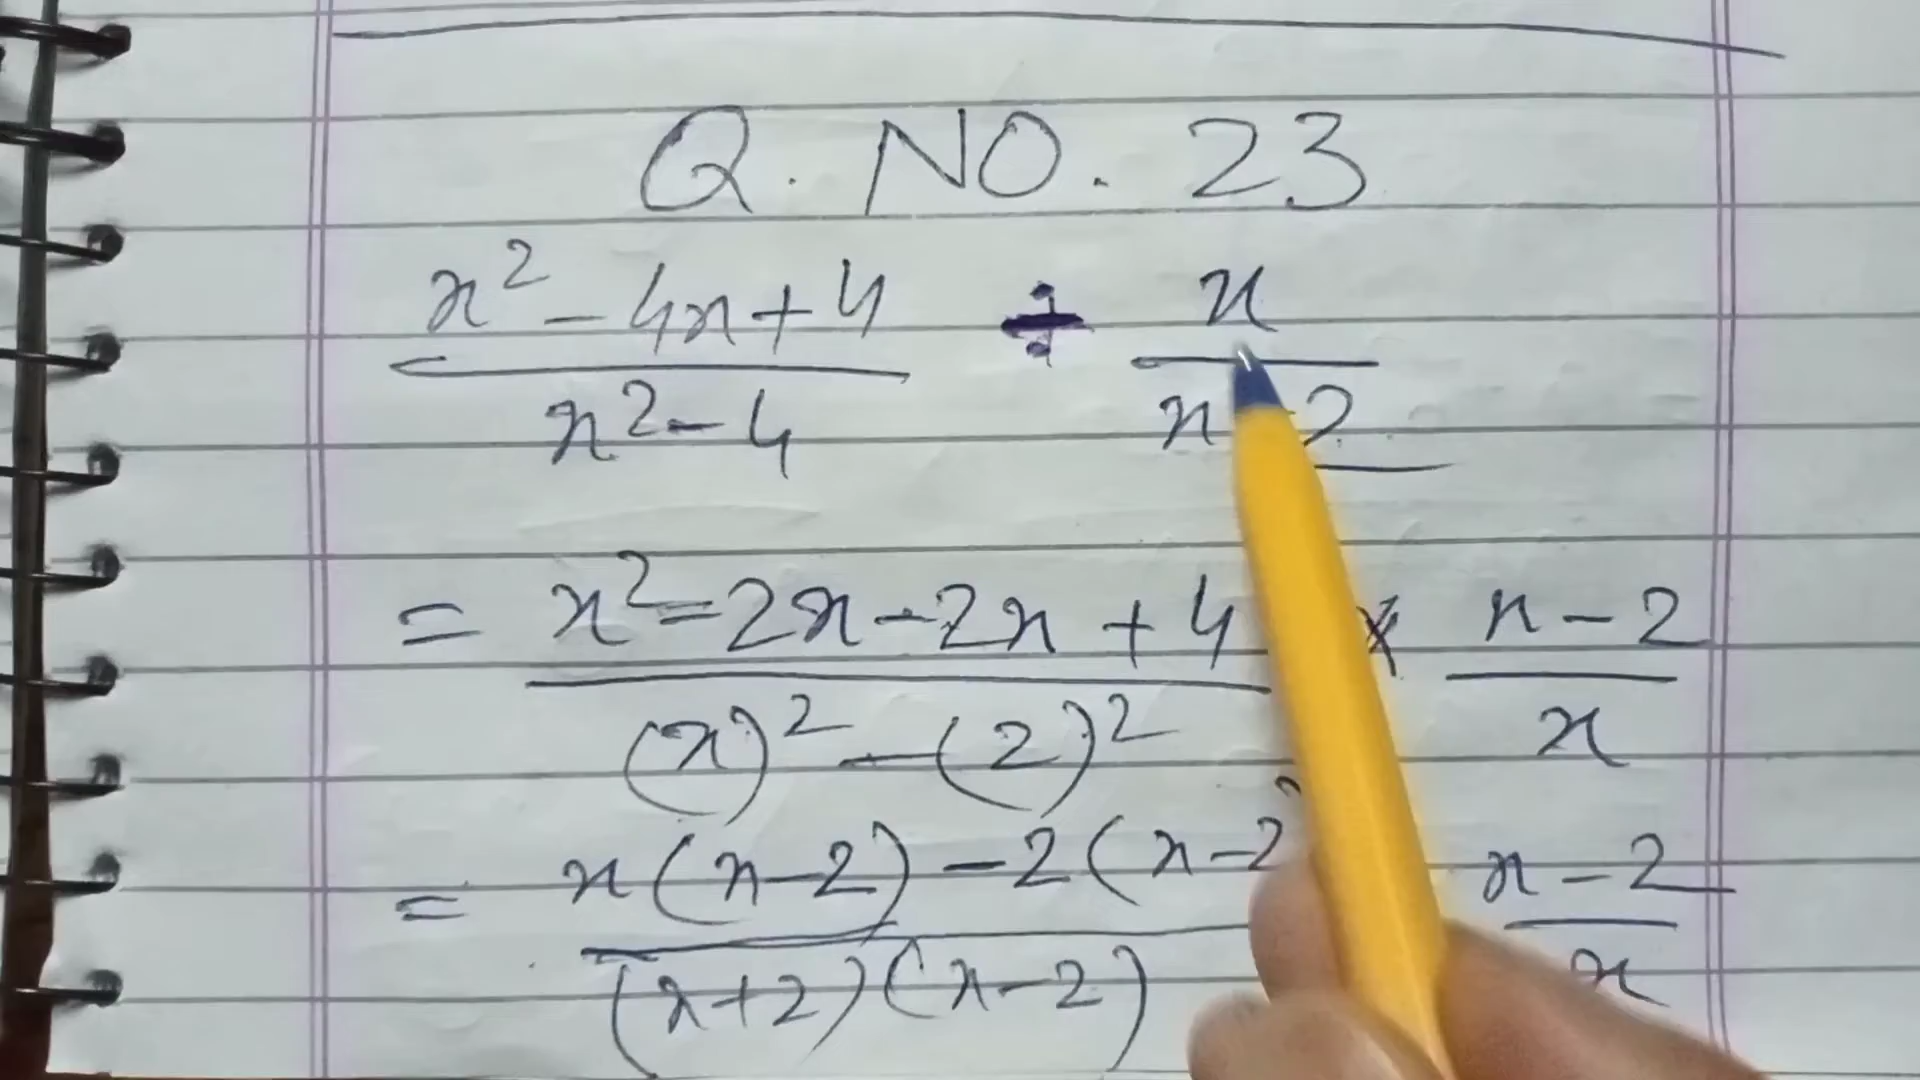 Q. NO. 23
x² - 4x + 4 / x² - 4 ÷ x / x - 2
= x² - 2x - 2x + 4 / (x)² - (2)² × x - 2 / x
= x(x - 2) - 2(x - 2 / (x + 2)(x - 2) x - 2 / x